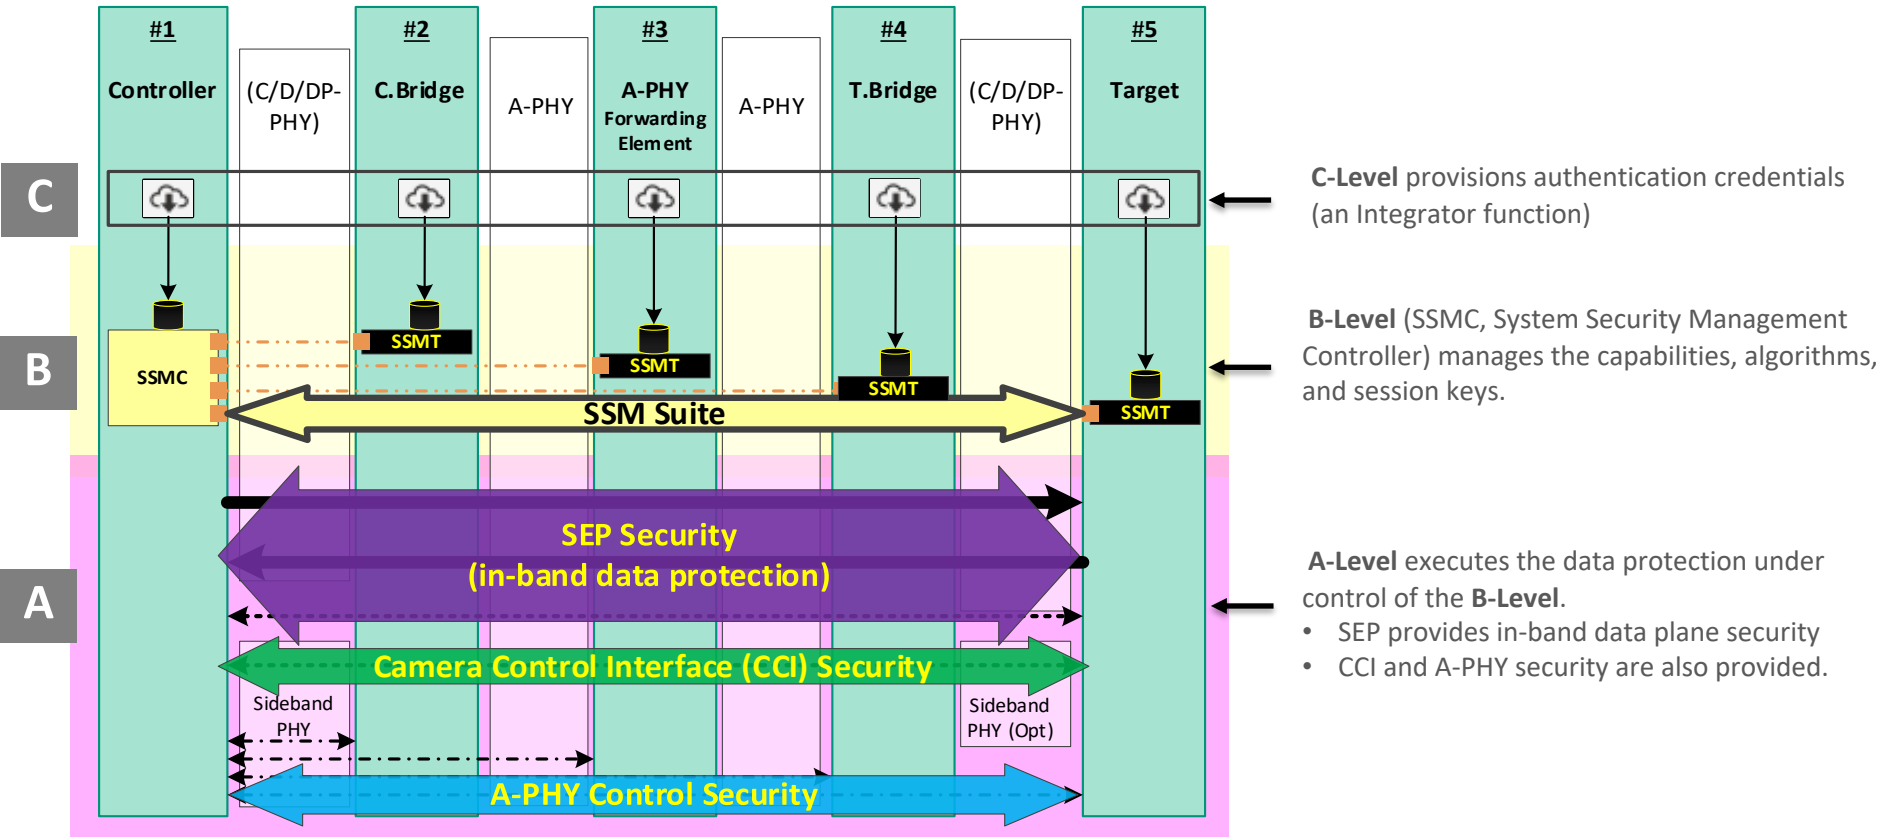 #1
#2
#3
#4
#5
Controller
(C/D/DP-
PHY)
C.Bridge
A-PHY
A-PHY
Forwarding
Element
A-PHY
T.Bridge
(C/D/DP-
PHY)
Target
C
C-Level provisions authentication credentials
(an Integrator function)
B
SSMC
SSMT
SSMT
SSMT
SSMT
SSM Suite
B-Level (SSMC, System Security Management
Controller) manages the capabilities, algorithms,
and session keys.
A
SEP Security
(in-band data protection)
Camera Control Interface (CCI) Security
Sideband
PHY
Sideband
PHY (Opt)
A-PHY Control Security
A-Level executes the data protection under
control of the B-Level.
• SEP provides in-band data plane security
• CCI and A-PHY security are also provided.